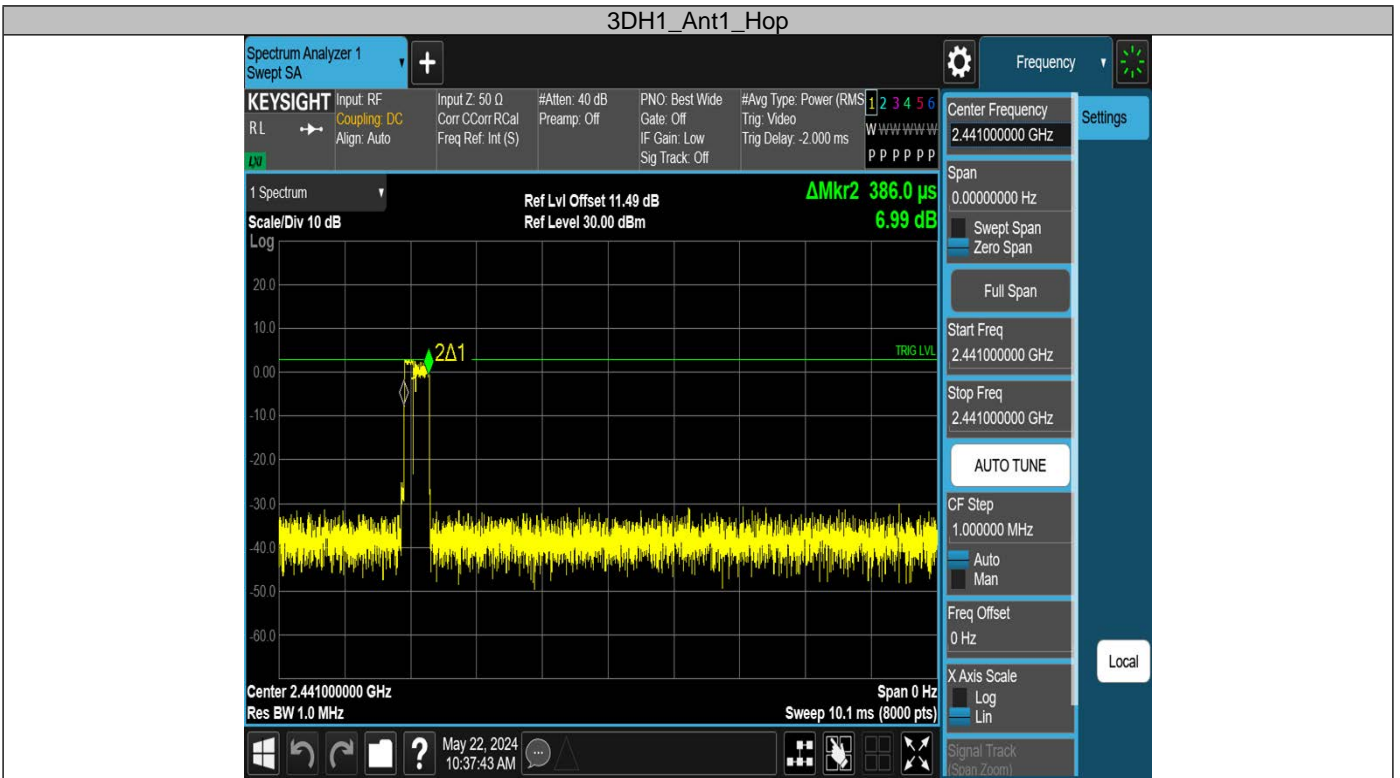 3DH1_Ant1_Hop
Spectrum Analyzer 1
Swept SA
+
Frequency
KEYSIGHT
RL
LXI
Input: RF
Coupling: DC
Align: Auto
Input Z: 50 Ω
Corr CCorr RCal
Freq Ref: Int (S)
#Atten: 40 dB
Preamp: Off
PNO: Best Wide
Gate: Off
IF Gain: Low
Sig Track: Off
#Avg Type: Power (RMS
Trig: Video
Trig Delay: -2.000 ms
1 2 3 4 5 6
W W W W W W
P P P P P P
Center Frequency
2.441000000 GHz
Settings
1 Spectrum
Scale/Div 10 dB
Log
Ref Lvl Offset 11.49 dB
Ref Level 30.00 dBm
ΔMkr2 386.0 µs
6.99 dB
Span
0.00000000 Hz
Swept Span
Zero Span
Full Span
20.0
10.0
0.00
-10.0
-20.0
-30.0
-40.0
-50.0
-60.0
2Δ1
TRIG LVL
Start Freq
2.441000000 GHz
Stop Freq
2.441000000 GHz
AUTO TUNE
CF Step
1.000000 MHz
Auto
Man
Freq Offset
0 Hz
X Axis Scale
Log
Lin
Local
Signal Track
(Span Zoom)
Center 2.441000000 GHz
Res BW 1.0 MHz
Span 0 Hz
Sweep 10.1 ms (8000 pts)
?
May 22, 2024
10:37:43 AM